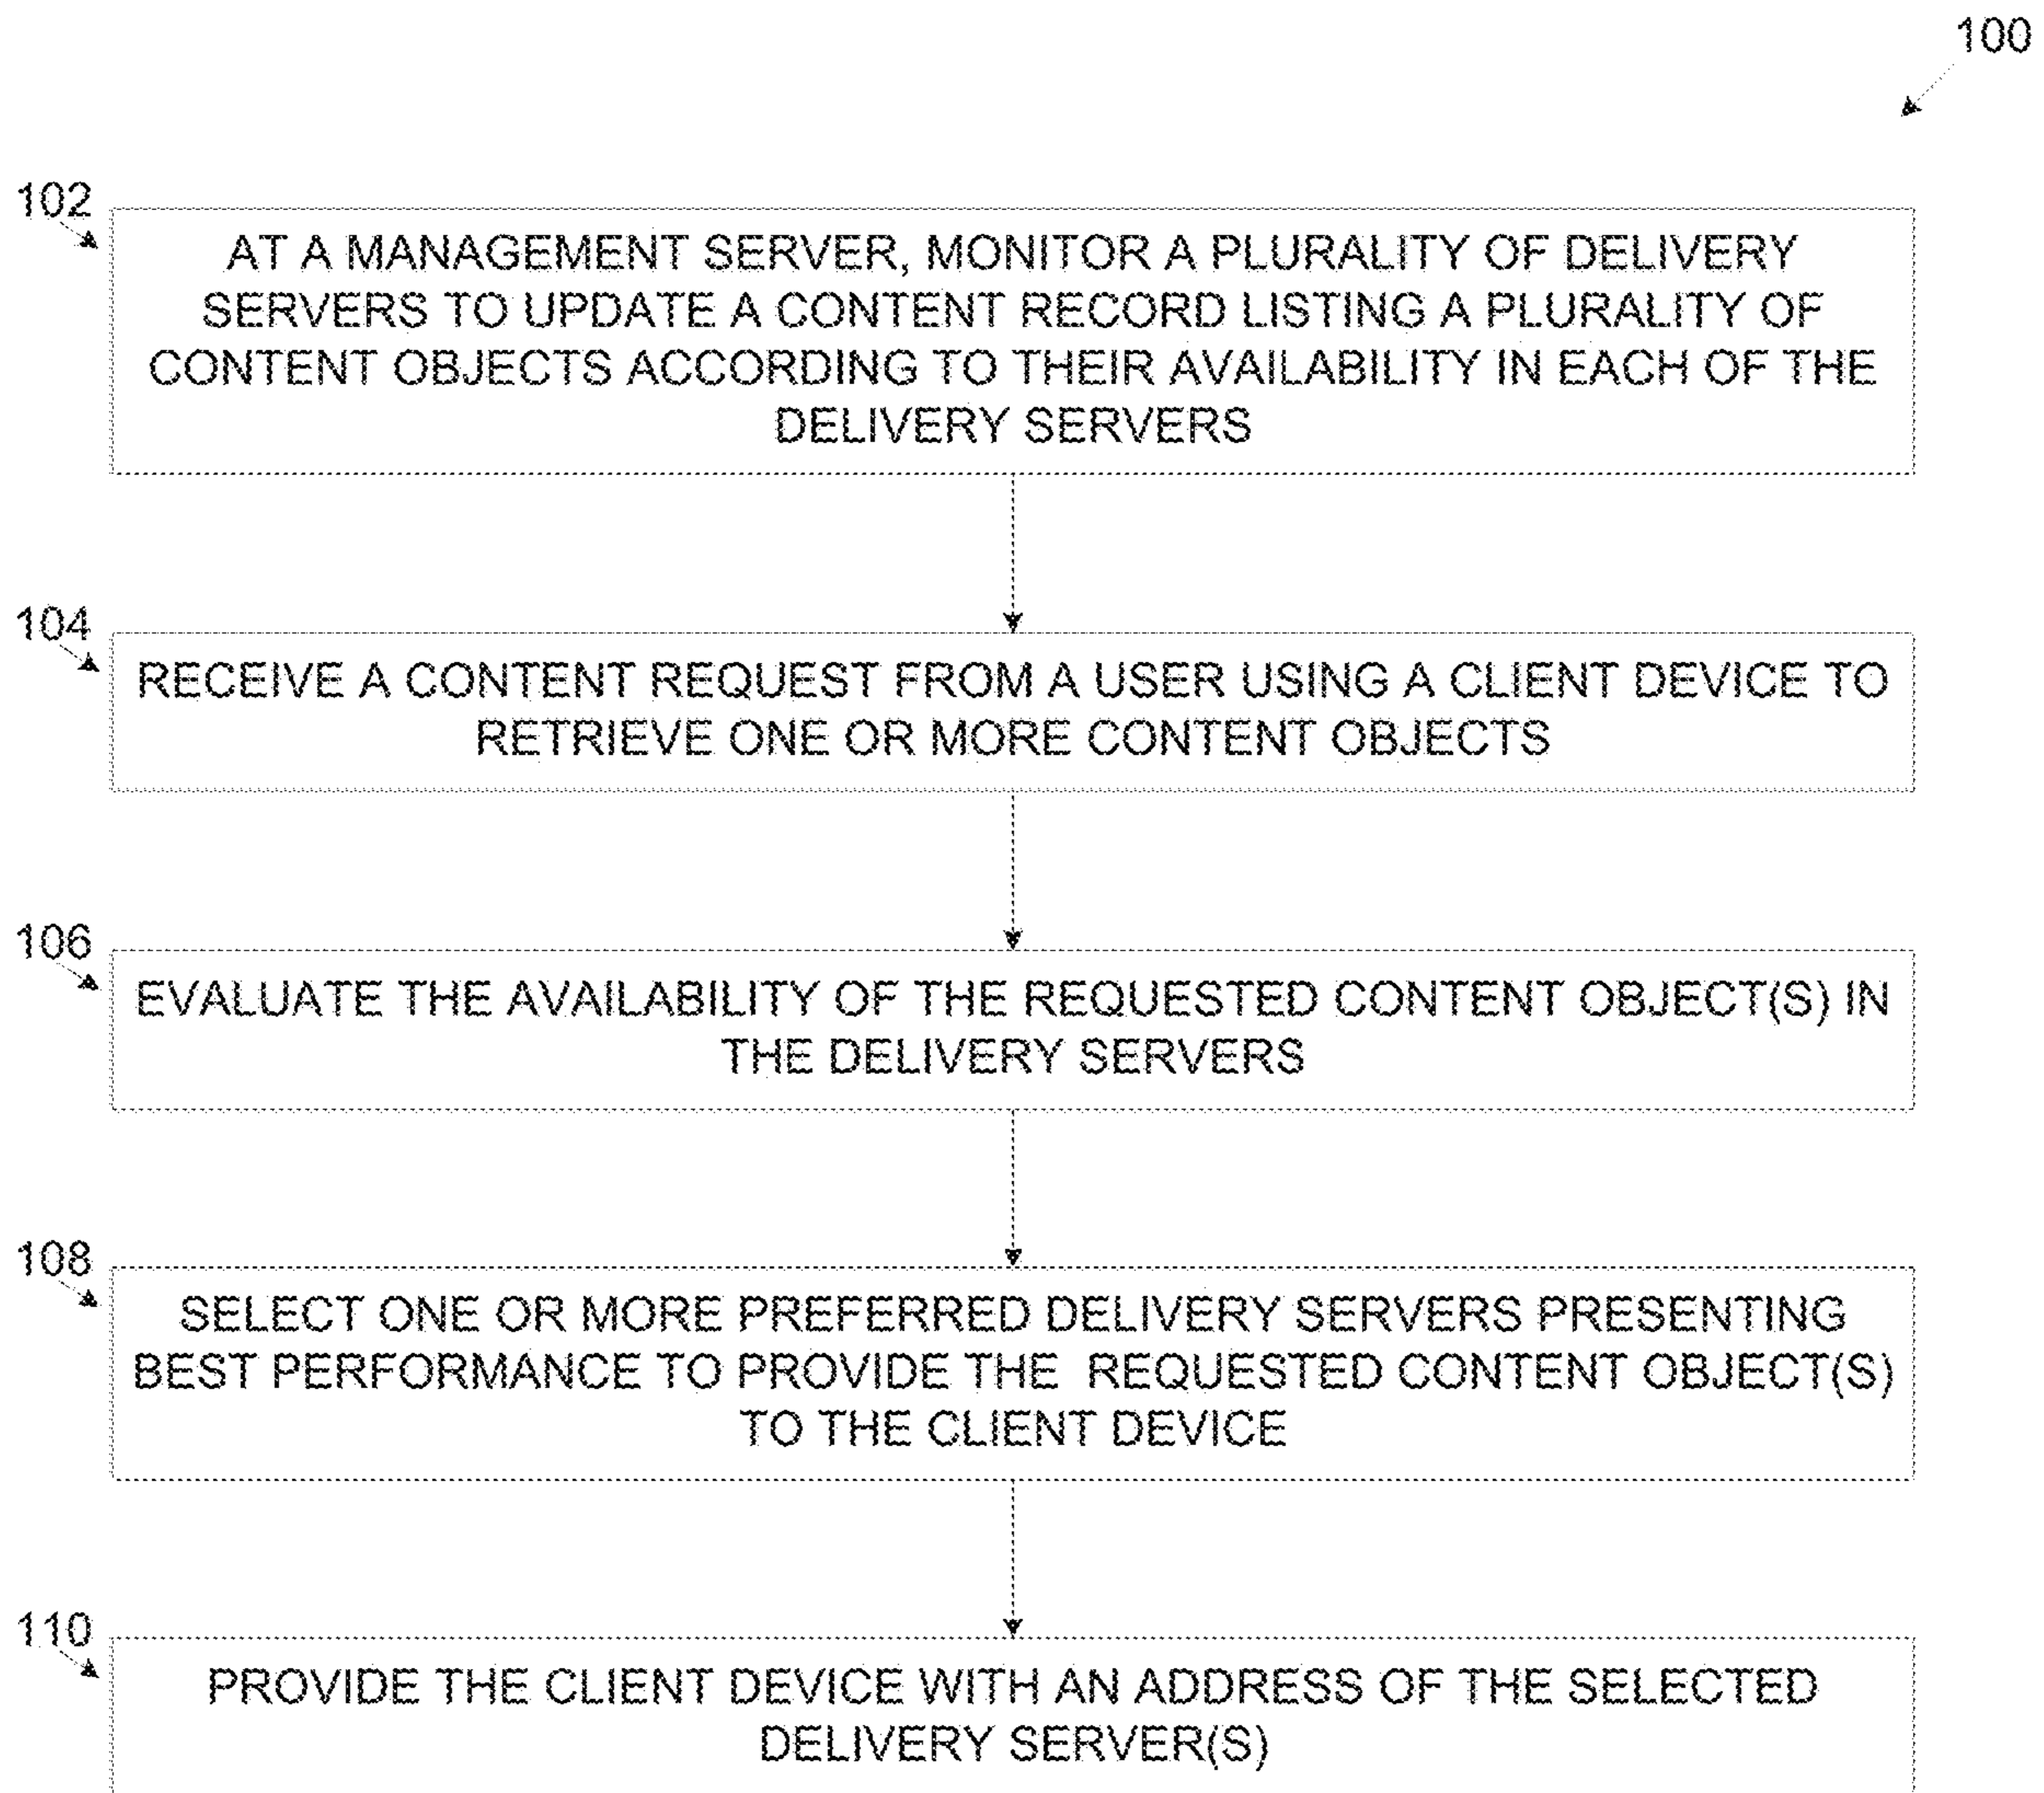 100
102
AT A MANAGEMENT SERVER, MONITOR A PLURALITY OF DELIVERY
SERVERS TO UPDATE A CONTENT RECORD LISTING A PLURALITY OF
CONTENT OBJECTS ACCORDING TO THEIR AVAILABILITY IN EACH OF THE
DELIVERY SERVERS
104
RECEIVE A CONTENT REQUEST FROM A USER USING A CLIENT DEVICE TO
RETRIEVE ONE OR MORE CONTENT OBJECTS
106
EVALUATE THE AVAILABILITY OF THE REQUESTED CONTENT OBJECT(S) IN
THE DELIVERY SERVERS
108
SELECT ONE OR MORE PREFERRED DELIVERY SERVERS PRESENTING
BEST PERFORMANCE TO PROVIDE THE REQUESTED CONTENT OBJECT(S)
TO THE CLIENT DEVICE
110
PROVIDE THE CLIENT DEVICE WITH AN ADDRESS OF THE SELECTED
DELIVERY SERVER(S)